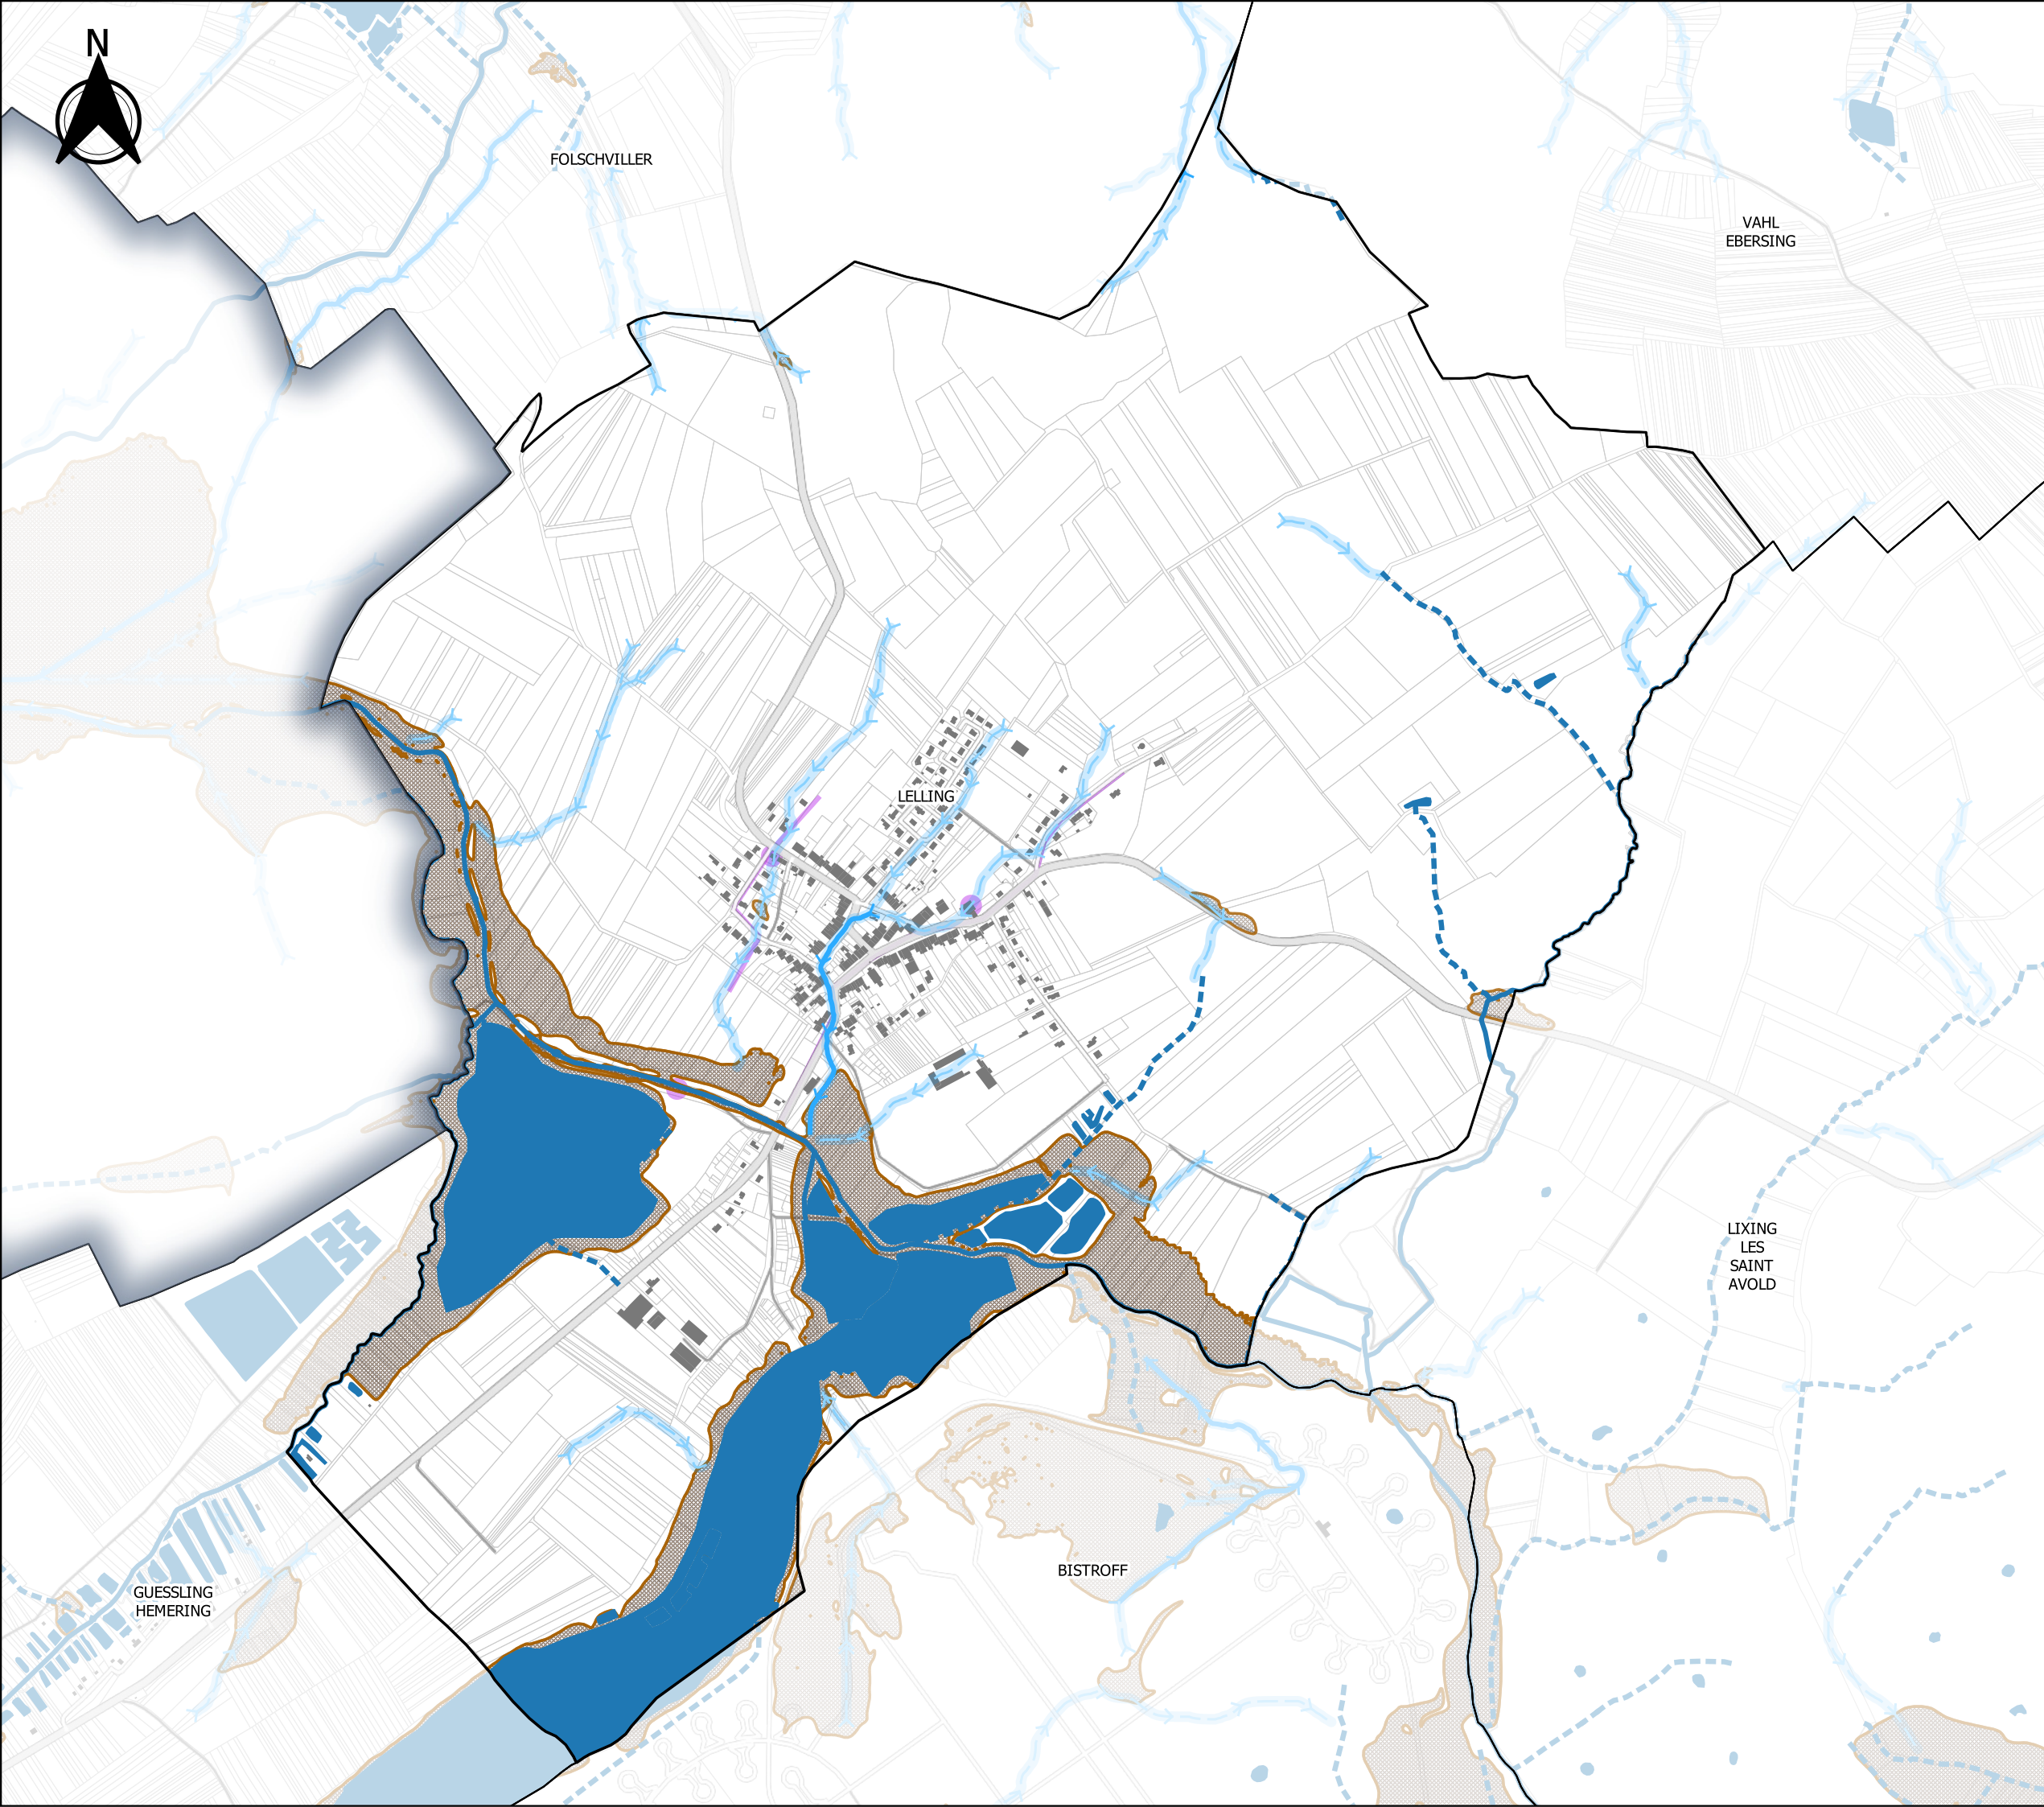 N
FOLSCHVILLER
VAHL
EBERSING
LELLING
LIXING
LES
SAINT
AVOLD
BISTROFF
GUESSLING
HEMERING